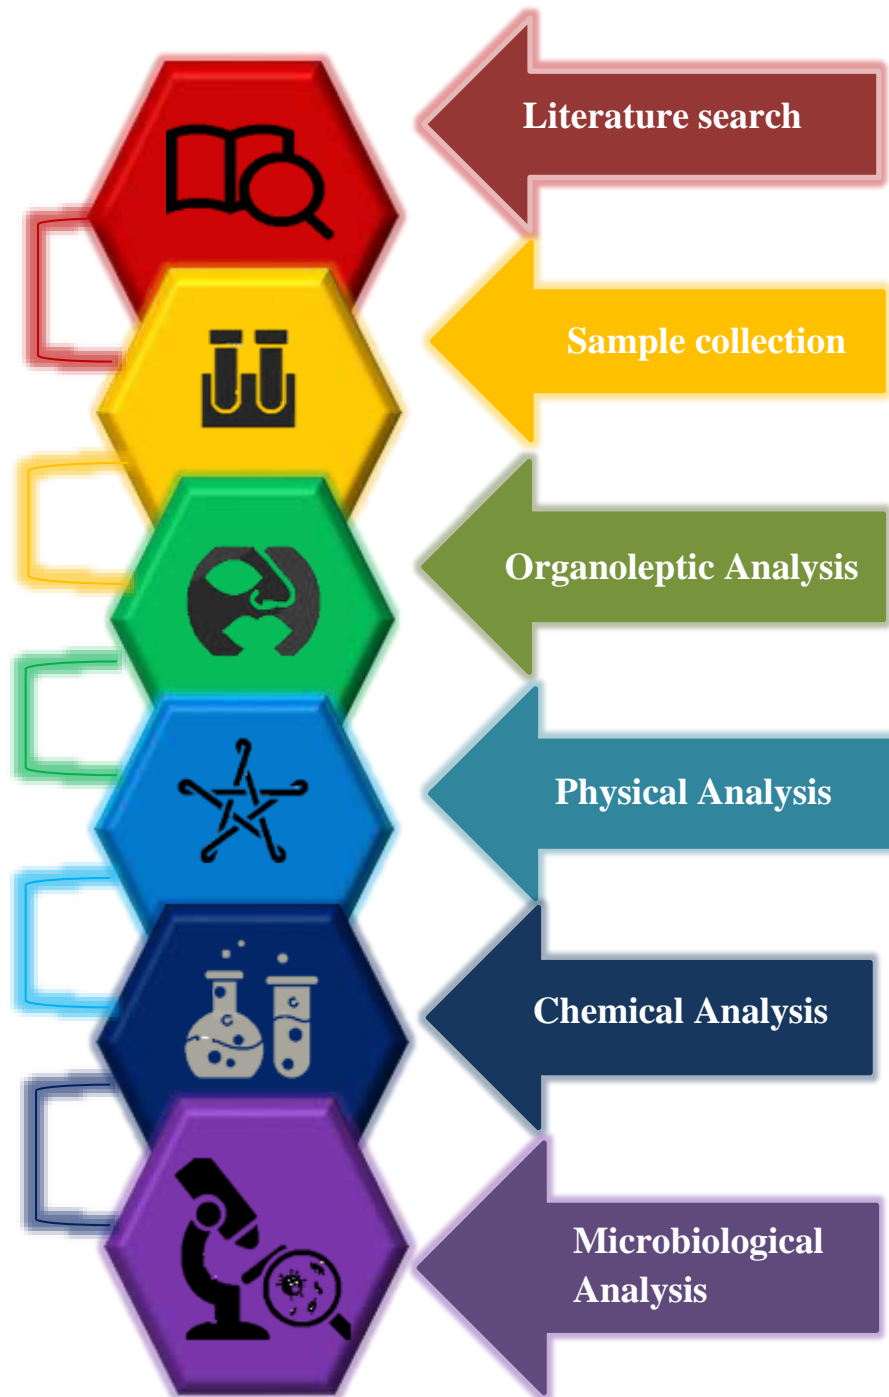 Literature search
Sample collection
Organoleptic Analysis
Physical Analysis
Chemical Analysis
Microbiological
Analysis